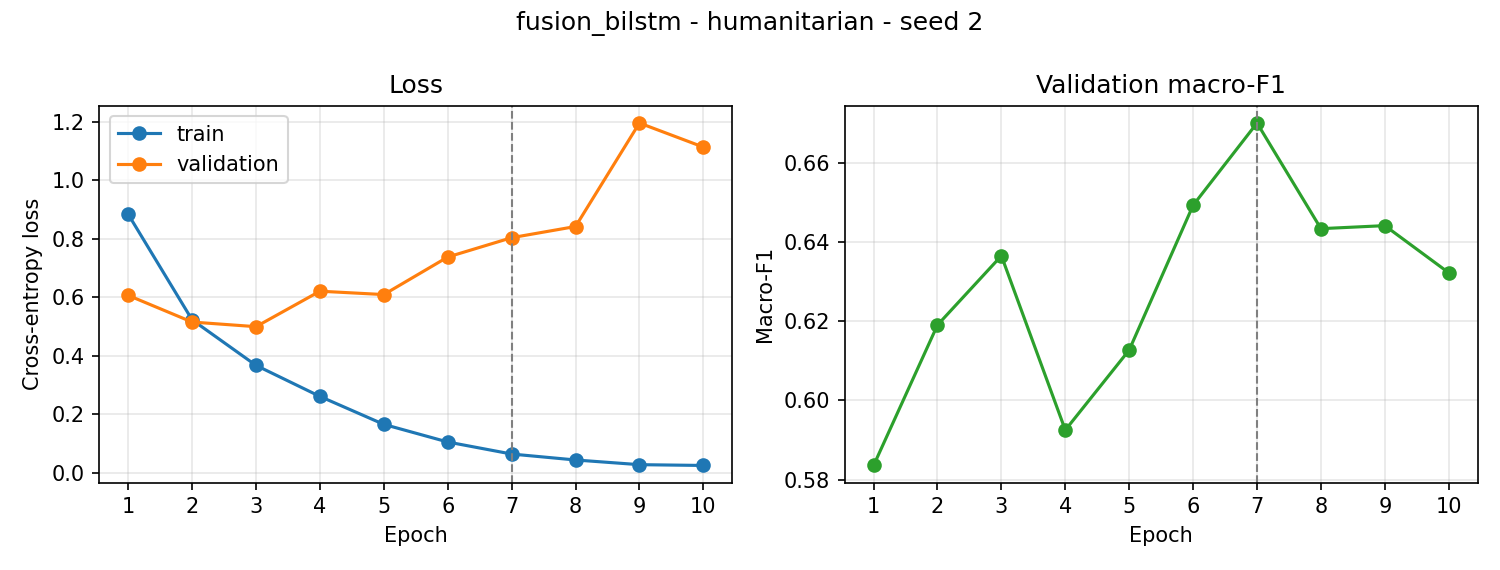 fusion_bilstm - humanitarian - seed 2
Loss
train
validation
Cross-entropy loss
1.2
1.0
0.8
0.6
0.4
0.2
0.0
1 2 3 4 5 6 7 8 9 10
Epoch
Validation macro-F1
Macro-F1
0.66
0.64
0.62
0.60
0.58
1 2 3 4 5 6 7 8 9 10
Epoch